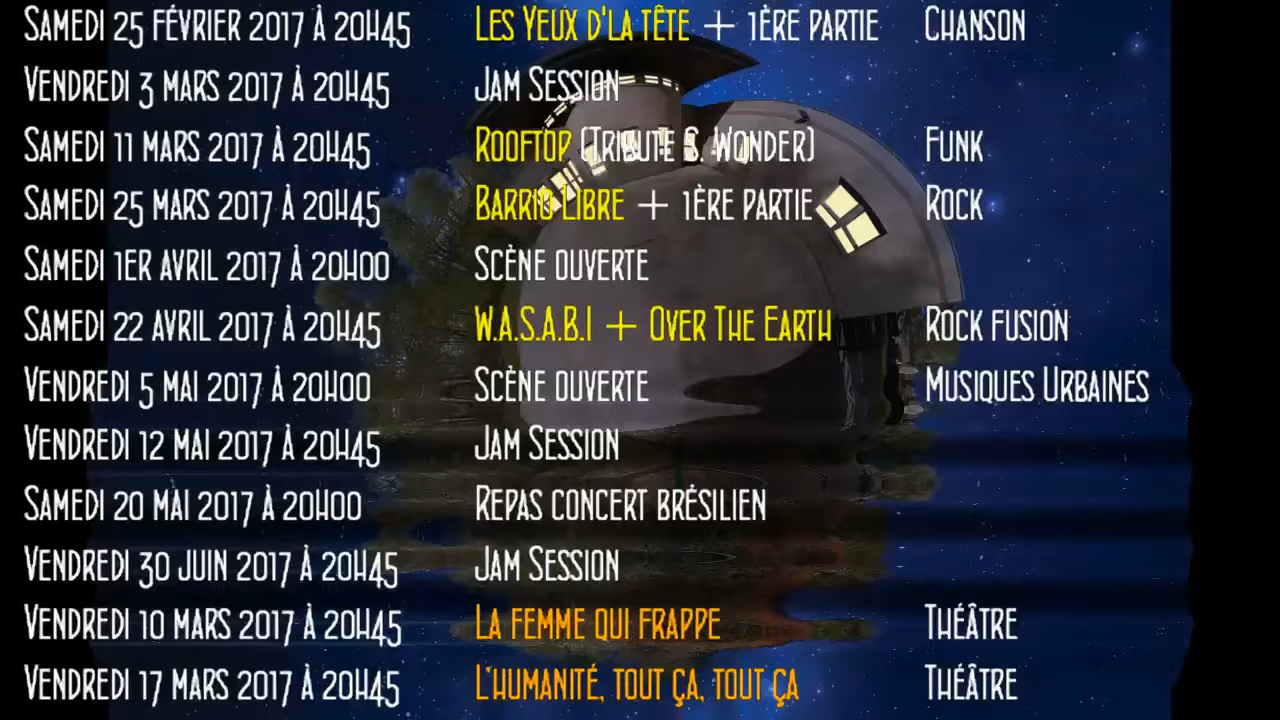 Samedi 25 février 2017 à 20h45 Les Yeux d'la tête + 1ère partie Chanson
Vendredi 3 mars 2017 à 20h45 Jam Session
Samedi 11 mars 2017 à 20h45 Rooftop (Tribute S. Wonder) Funk
Samedi 25 mars 2017 à 20h45 Barrio Libre + 1ère partie Rock
Samedi 1er avril 2017 à 20h00 Scène ouverte
Samedi 22 avril 2017 à 20h45 W.A.S.A.B.I + Over The Earth Rock fusion
Vendredi 5 mai 2017 à 20h00 Scène ouverte Musiques Urbaines
Vendredi 12 mai 2017 à 20h45 Jam Session
Samedi 20 mai 2017 à 20h00 Repas concert brésilien
Vendredi 30 juin 2017 à 20h45 Jam Session
Vendredi 10 mars 2017 à 20h45 La femme qui frappe Théâtre
Vendredi 17 mars 2017 à 20h45 L'humanité, tout ça, tout ça Théâtre